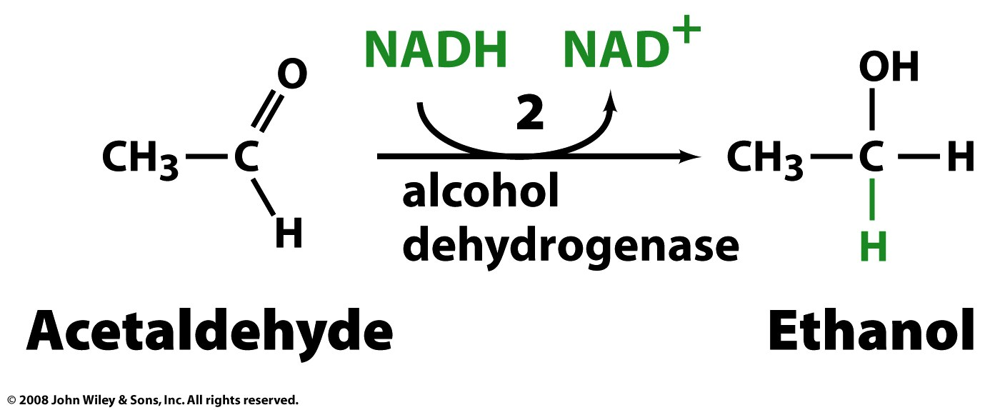 NADH NAD+
O
2
OH
CH3 C
CH3 C H
alcohol
H
dehydrogenase
H
Acetaldehyde
Ethanol
© 2008 John Wiley & Sons, Inc. All rights reserved.